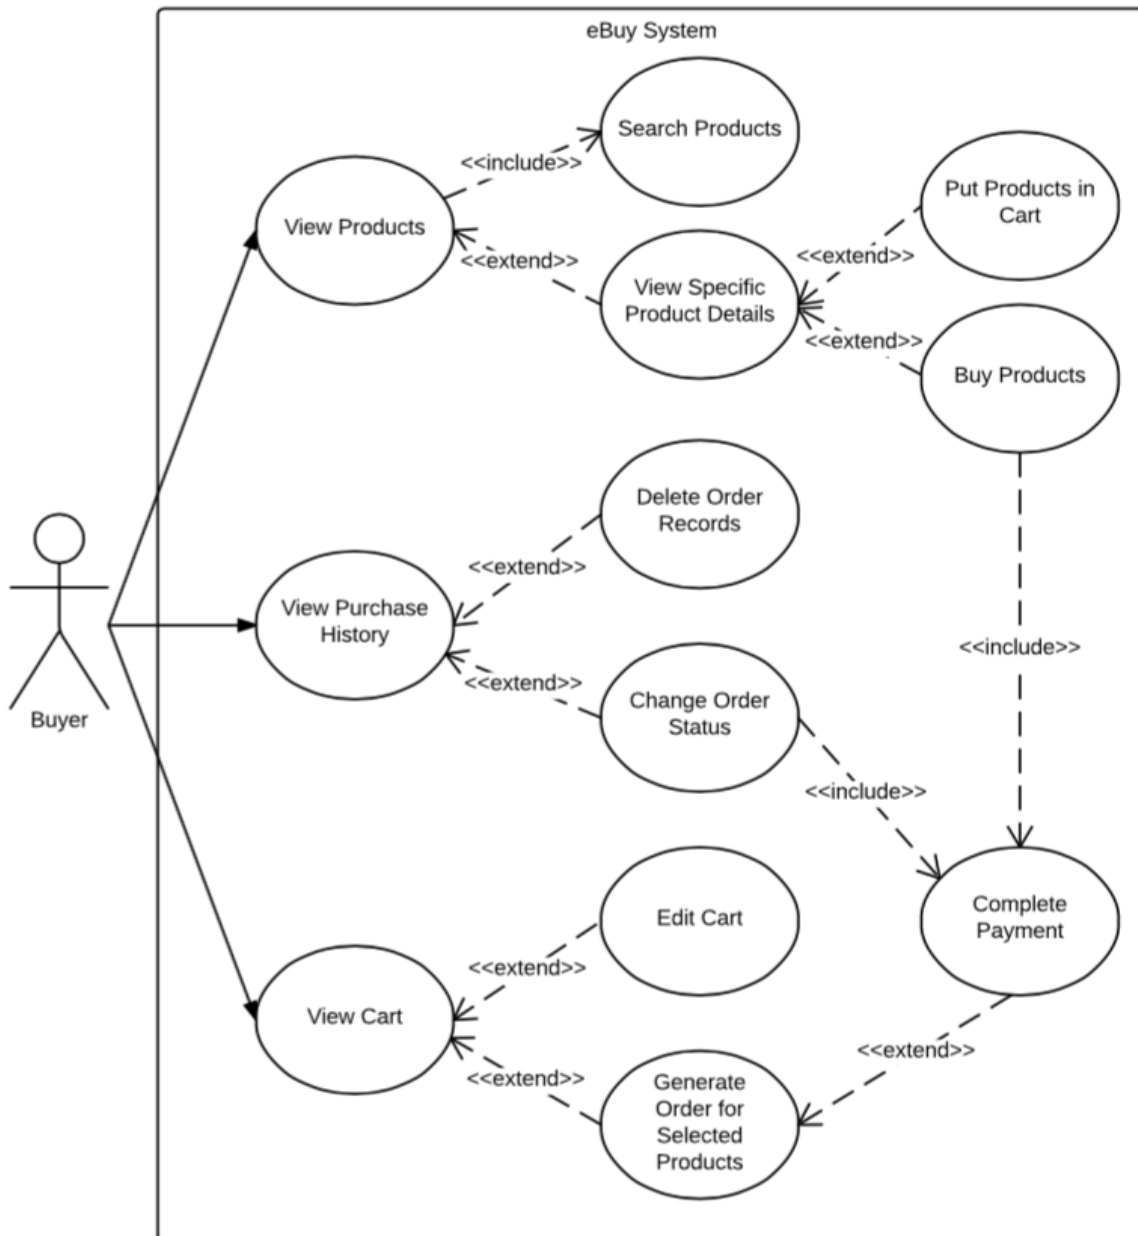 eBuy System
Search Products
<<include>>
View Products
Put Products in
Cart
<<extend>>
<<extend>>
View Specific
Product Details
<<extend>>
Buy Products
Delete Order
Records
<<extend>>
View Purchase
History
<<include>>
<<extend>>
Change Order
Status
Buyer
<<include>>
Edit Cart
Complete
Payment
<<extend>>
View Cart
<<extend>>
<<extend>>
Generate
Order for
Selected
Products